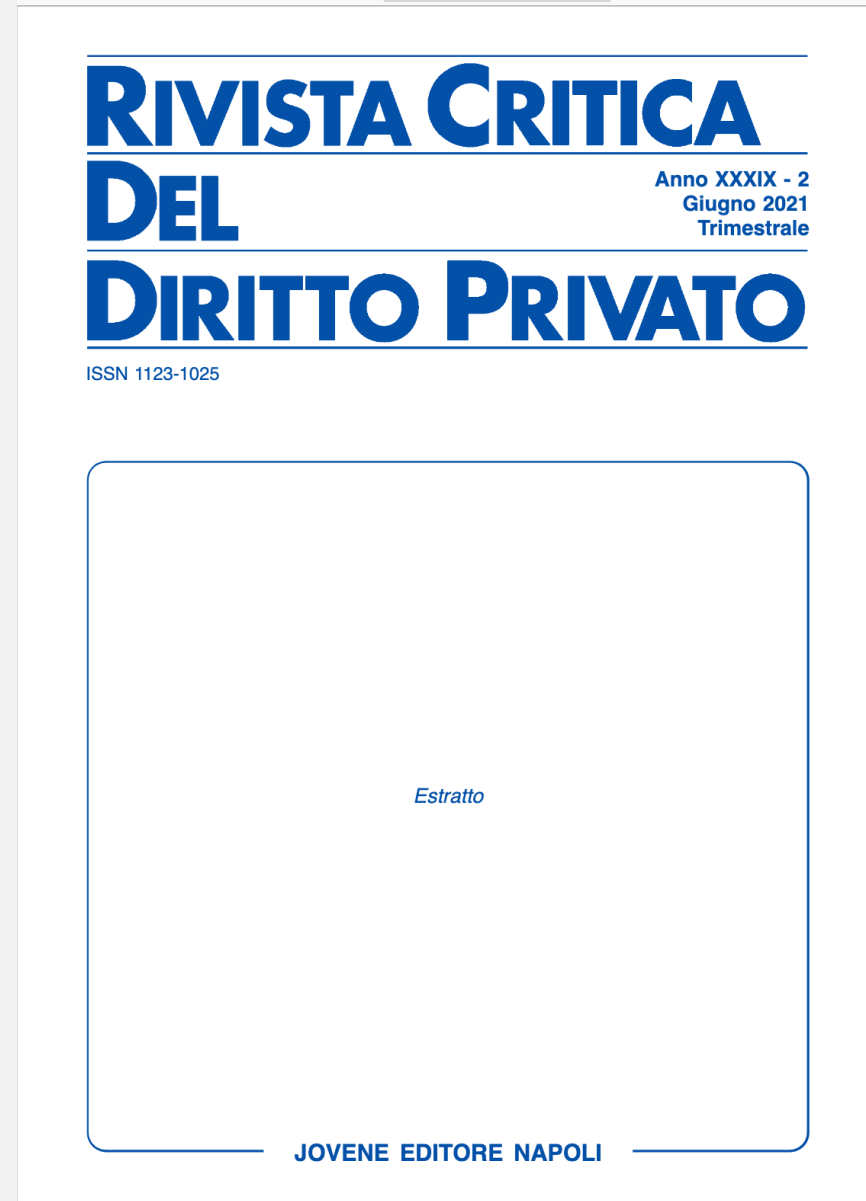 RIVISTA CRITICA
DEL
Anno XXXIX - 2
Giugno 2021
Trimestrale
DIRITTO PRIVATO
ISSN 1123-1025
Estratto
JOVENE EDITORE NAPOLI